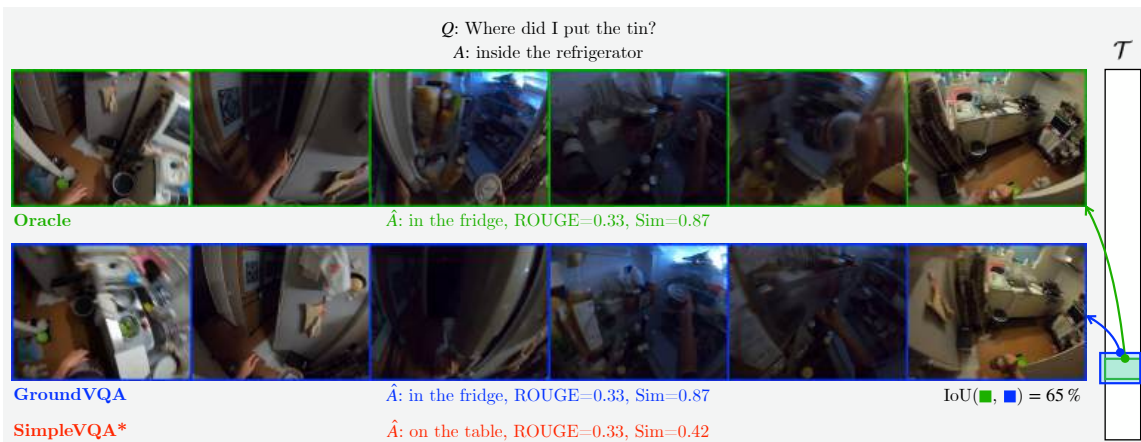 Q: Where did I put the tin?
A: inside the refrigerator
𝒯
Oracle Â: in the fridge, ROUGE=0.33, Sim=0.87
GroundVQA Â: in the fridge, ROUGE=0.33, Sim=0.87 IoU(■, ■) = 65 %
SimpleVQA* Â: on the table, ROUGE=0.33, Sim=0.42